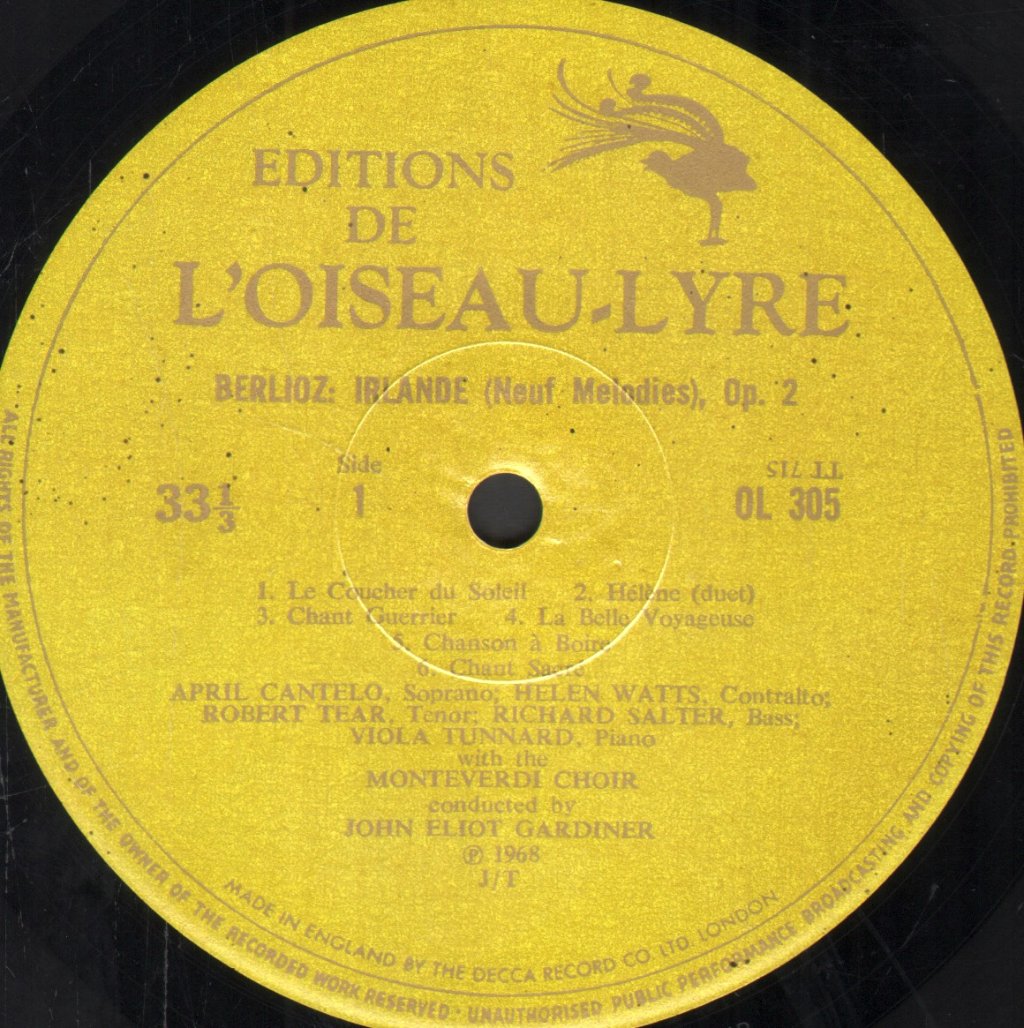 EDITIONS
DE
L'OISEAU-LYRE
BERLIOZ: IRLANDE (Neuf Melodies), Op. 2
Side
33⅓ 1
TT 715
OL 305
1. Le Coucher du Soleil 2. Hélène (duet)
3. Chant Guerrier 4. La Belle Voyageuse
5. Chanson à Boire
6. Chant Sacré
APRIL CANTELO, Soprano; HELEN WATTS, Contralto;
ROBERT TEAR, Tenor; RICHARD SALTER, Bass;
VIOLA TUNNARD, Piano
with the
MONTEVERDI CHOIR
conducted by
JOHN ELIOT GARDINER
℗ 1968
J/T
MADE IN ENGLAND BY THE DECCA RECORD CO LTD. LONDON
ALL RIGHTS OF THE MANUFACTURER AND OF THE OWNER OF THE RECORDED WORK RESERVED · UNAUTHORISED PUBLIC PERFORMANCE BROADCASTING AND COPYING OF THIS RECORD PROHIBITED